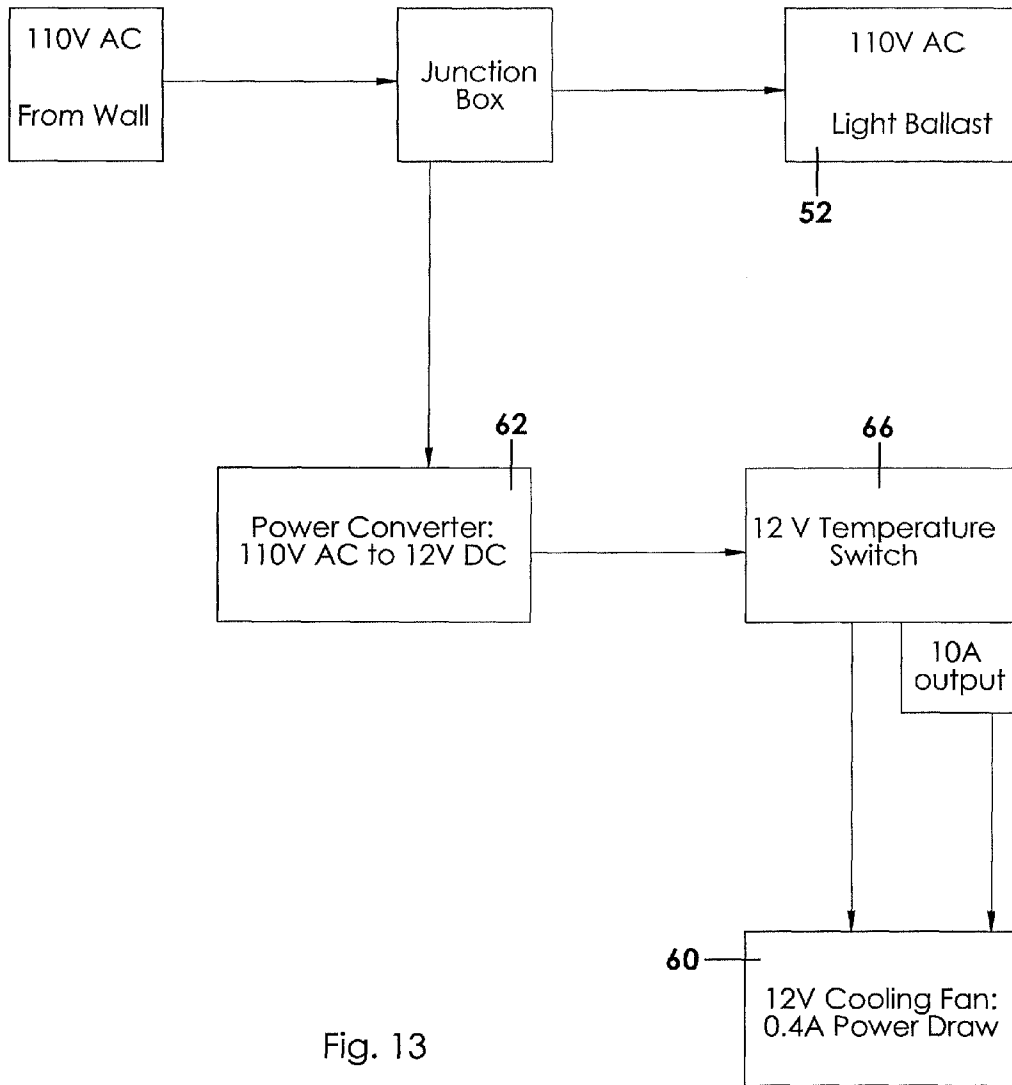 110V AC
From Wall
Junction
Box
110V AC
Light Ballast
52
62
Power Converter:
110V AC to 12V DC
66
12 V Temperature
Switch
10A
output
60
12V Cooling Fan:
0.4A Power Draw
Fig. 13